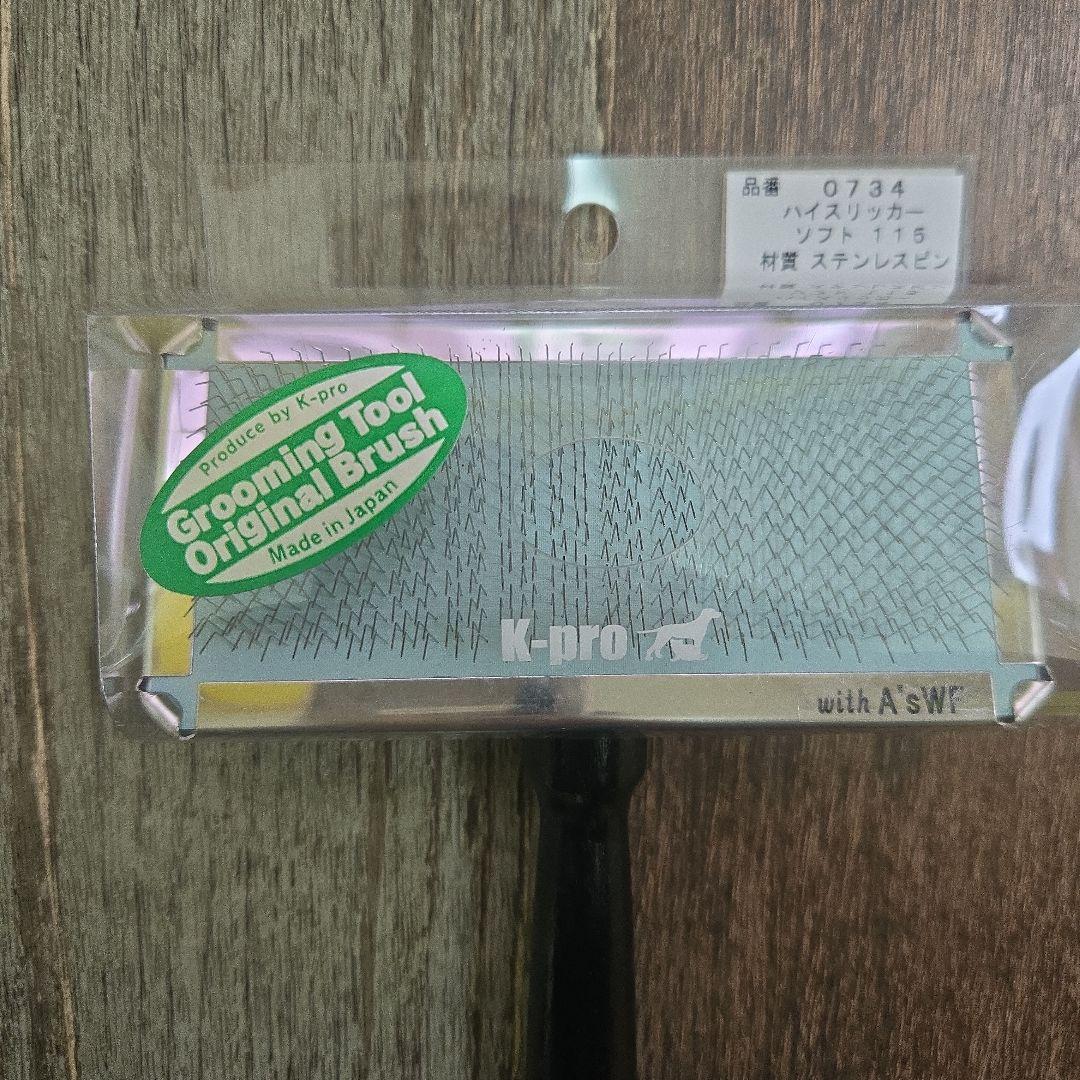 品番 0734
ハイスリッカー
ソフト 115
材質 ステンレスピン
Produce by K-pro
Grooming Tool
Original Brush
Made in Japan
K-pro
with A'sWF